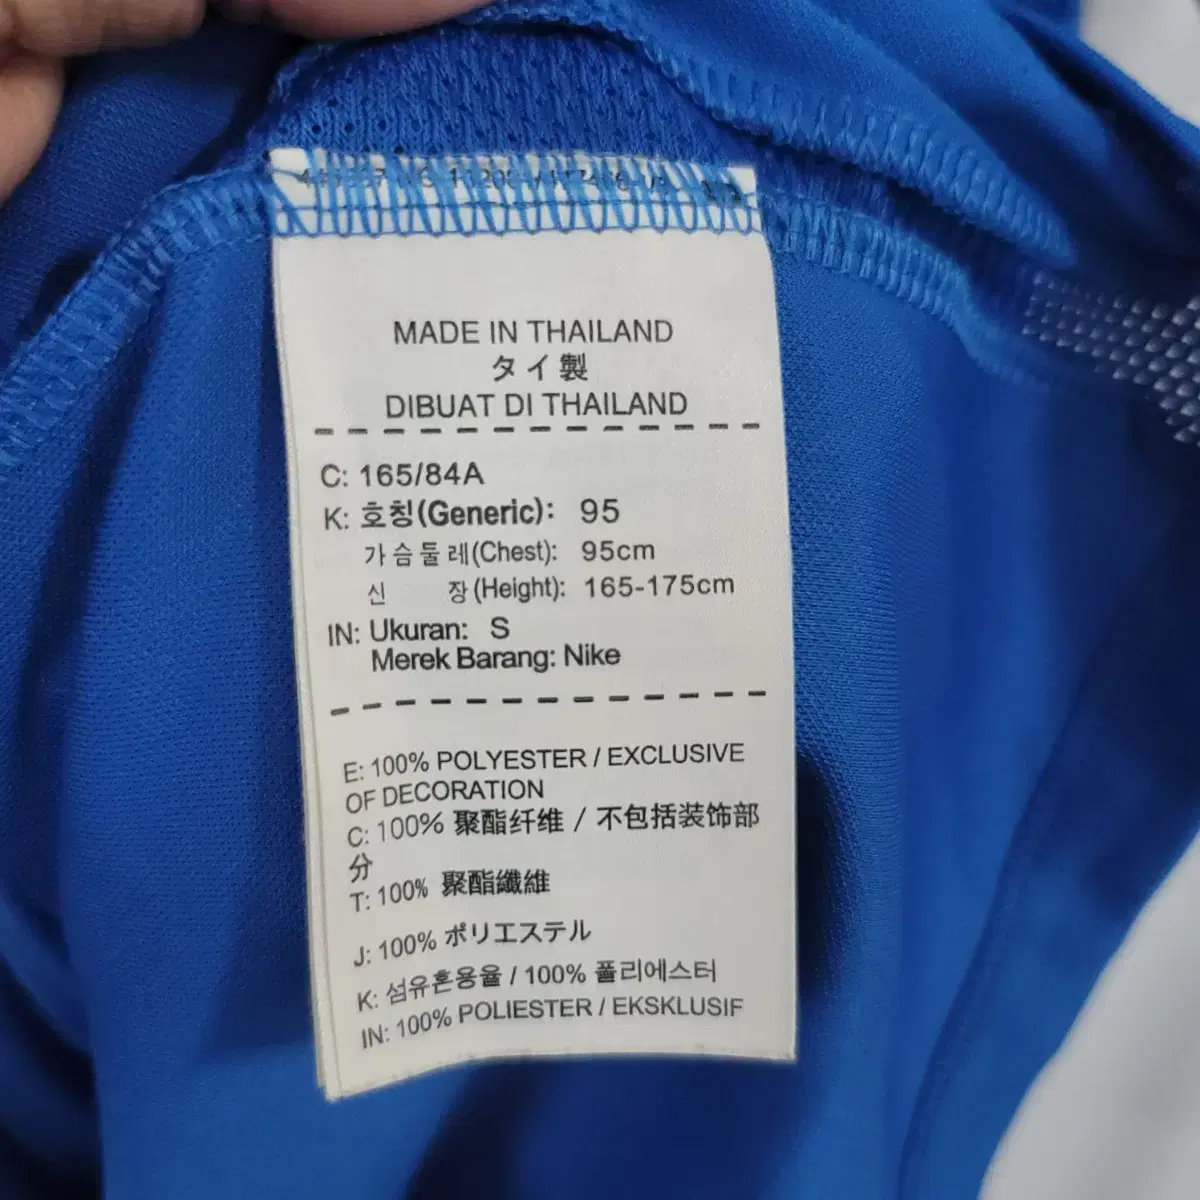 MADE IN THAILAND
タイ製
DIBUAT DI THAILAND
C: 165/84A
K: 호칭(Generic): 95
가슴둘레(Chest): 95cm
신 장(Height): 165-175cm
IN: Ukuran: S
Merek Barang: Nike
E: 100% POLYESTER / EXCLUSIVE
OF DECORATION
C: 100% 聚酯纤维 / 不包括装饰部
分
T: 100% 聚酯纖維
J: 100% ポリエステル
K: 섬유혼용율 / 100% 폴리에스터
IN: 100% POLIESTER / EKSKLUSIF